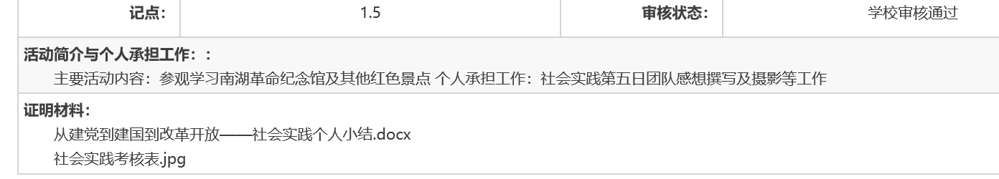 记点： 1.5 审核状态： 学校审核通过
活动简介与个人承担工作：:
主要活动内容：参观学习南湖革命纪念馆及其他红色景点 个人承担工作：社会实践第五日团队感想撰写及摄影等工作
证明材料：
从建党到建国到改革开放——社会实践个人小结.docx
社会实践考核表.jpg